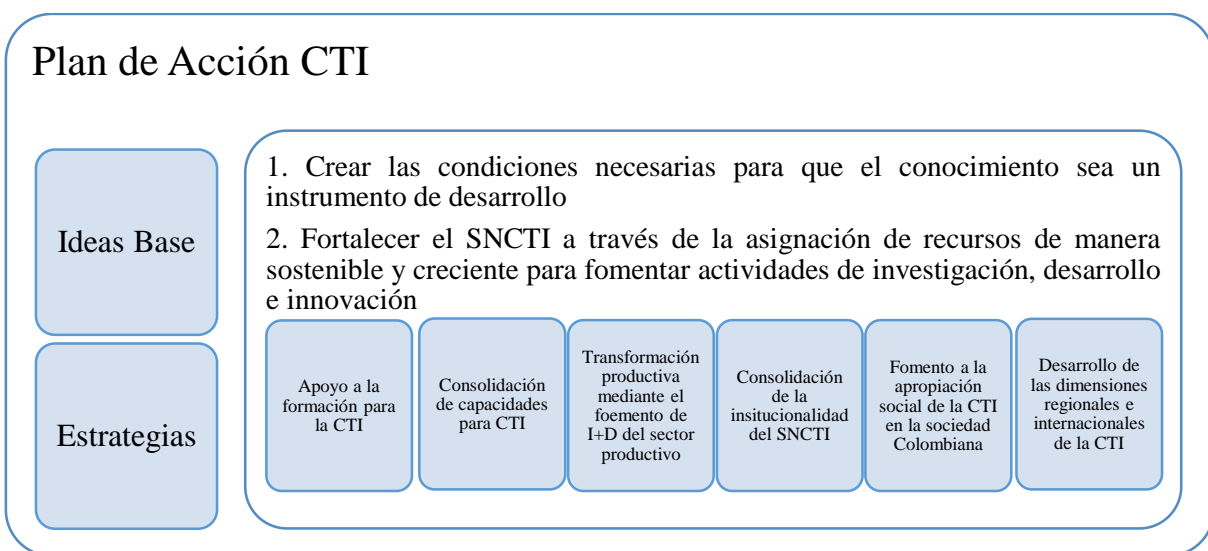 Plan de Acción CTI
Ideas Base
1. Crear las condiciones necesarias para que el conocimiento sea un
instrumento de desarrollo
2. Fortalecer el SNCTI a través de la asignación de recursos de manera
sostenible y creciente para fomentar actividades de investigación, desarrollo
e innovación
Estrategias
Apoyo a la
formación para
la CTI
Consolidación
de capacidades
para CTI
Transformación
productiva
mediante el
foemento de
I+D del sector
productivo
Consolidación
de la
insitucionalidad
del SNCTI
Fomento a la
apropiación
social de la CTI
en la sociedad
Colombiana
Desarrollo de
las dimensiones
regionales e
internacionales
de la CTI